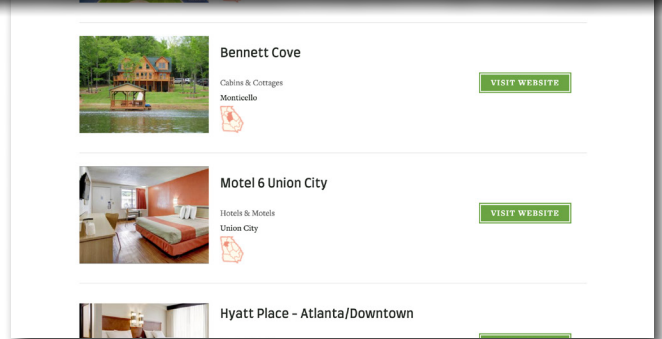 Bennett Cove
Cabins & Cottages
VISIT WEBSITE
Monticello
Motel 6 Union City
Hotels & Motels
VISIT WEBSITE
Union City
Hyatt Place - Atlanta/Downtown